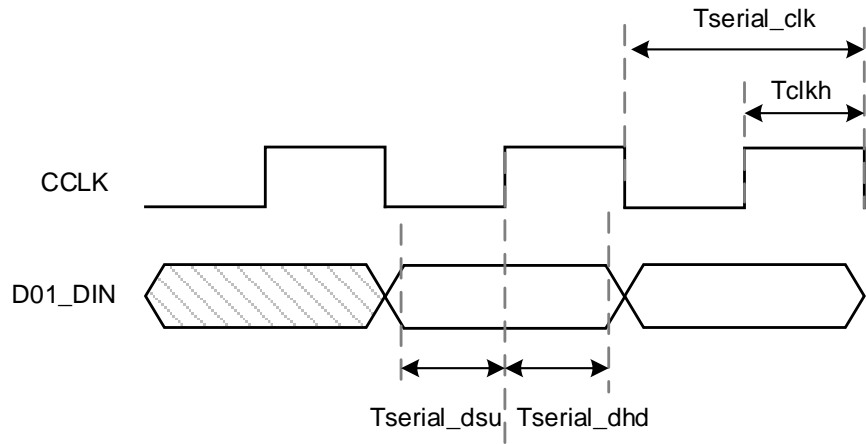 Tserial_clk
Tclkh
CCLK
D01_DIN
Tserial_dsu Tserial_dhd